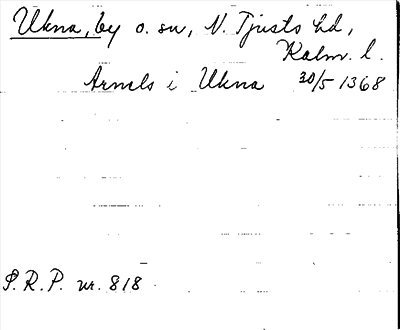 Ukna, by o. sn, N. Tjusts hd,
Kalm. l.
Arnels i Ukna 30/5 1368
S.R.P. nr. 818